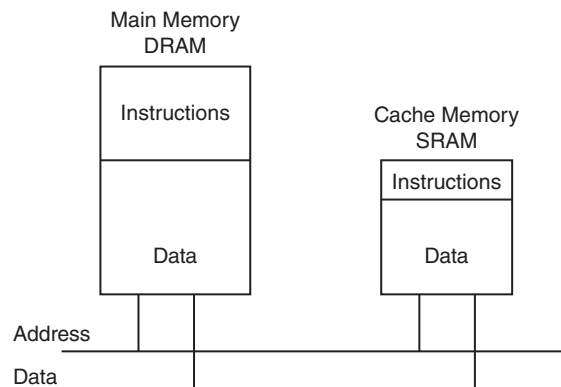 Main Memory
DRAM
Instructions
Data
Cache Memory
SRAM
Instructions
Data
Address
Data